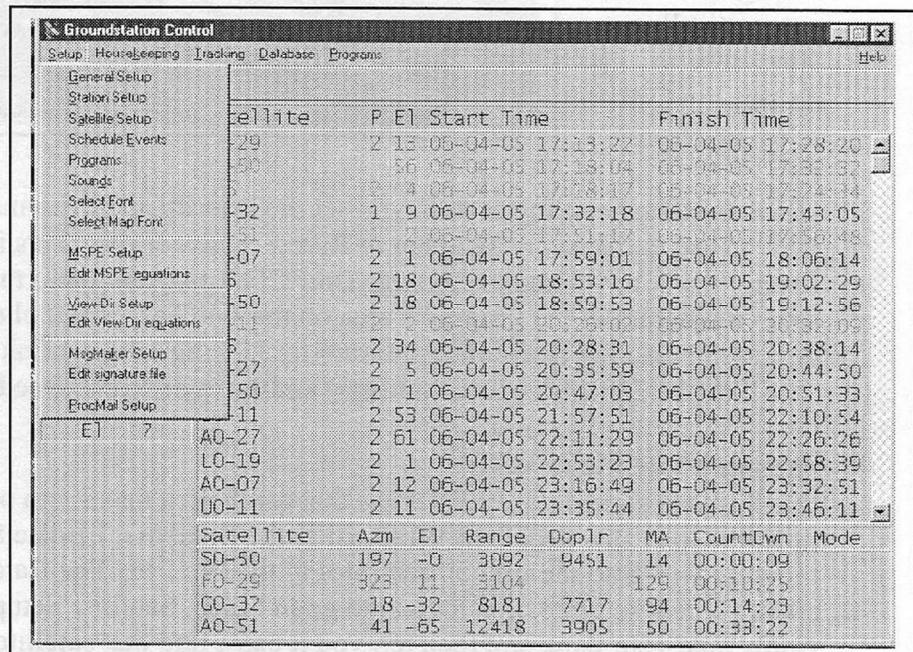 Groundstation Control
Setup Housekeeping Tracking Database Programs Help
General Setup
Station Setup
Satellite Setup
Schedule Events
Programs
Sounds
Select Font
Select Map Font
MSPE Setup
Edit MSPE equations
View Dir Setup
Edit View Dir equations
MsgMaker Setup
Edit signature file
ProcMail Setup
El 7
tellite P El Start Time Finish Time
-29 2 13 06-04-05 17:13:22 06-04-05 17:28:20
-32 1 9 06-04-05 17:32:18 06-04-05 17:43:05
-07 2 1 06-04-05 17:59:01 06-04-05 18:06:14
2 18 06-04-05 18:53:16 06-04-05 19:02:29
-50 2 18 06-04-05 18:59:53 06-04-05 19:12:56
2 34 06-04-05 20:28:31 06-04-05 20:38:14
-27 2 5 06-04-05 20:35:59 06-04-05 20:44:50
-50 2 1 06-04-05 20:47:03 06-04-05 20:51:33
-11 2 53 06-04-05 21:57:51 06-04-05 22:10:54
AO-27 2 61 06-04-05 22:11:29 06-04-05 22:26:26
LO-19 2 1 06-04-05 22:53:23 06-04-05 22:58:39
AO-07 2 12 06-04-05 23:16:49 06-04-05 23:32:51
UO-11 2 11 06-04-05 23:35:44 06-04-05 23:46:11
Satellite Azm El Range Doplr MA CountDwn Mode
SO-50 197 -0 3092 9451 14 00:00:09
FO-29 323 11 3104 129 00:10:25
GO-32 18 -32 8181 7717 94 00:14:23
AO-51 41 -65 12418 3905 50 00:33:22